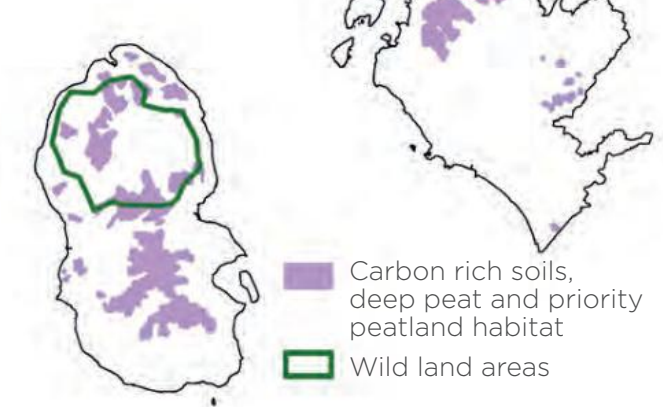 Carbon rich soils,
deep peat and priority
peatland habitat
Wild land areas